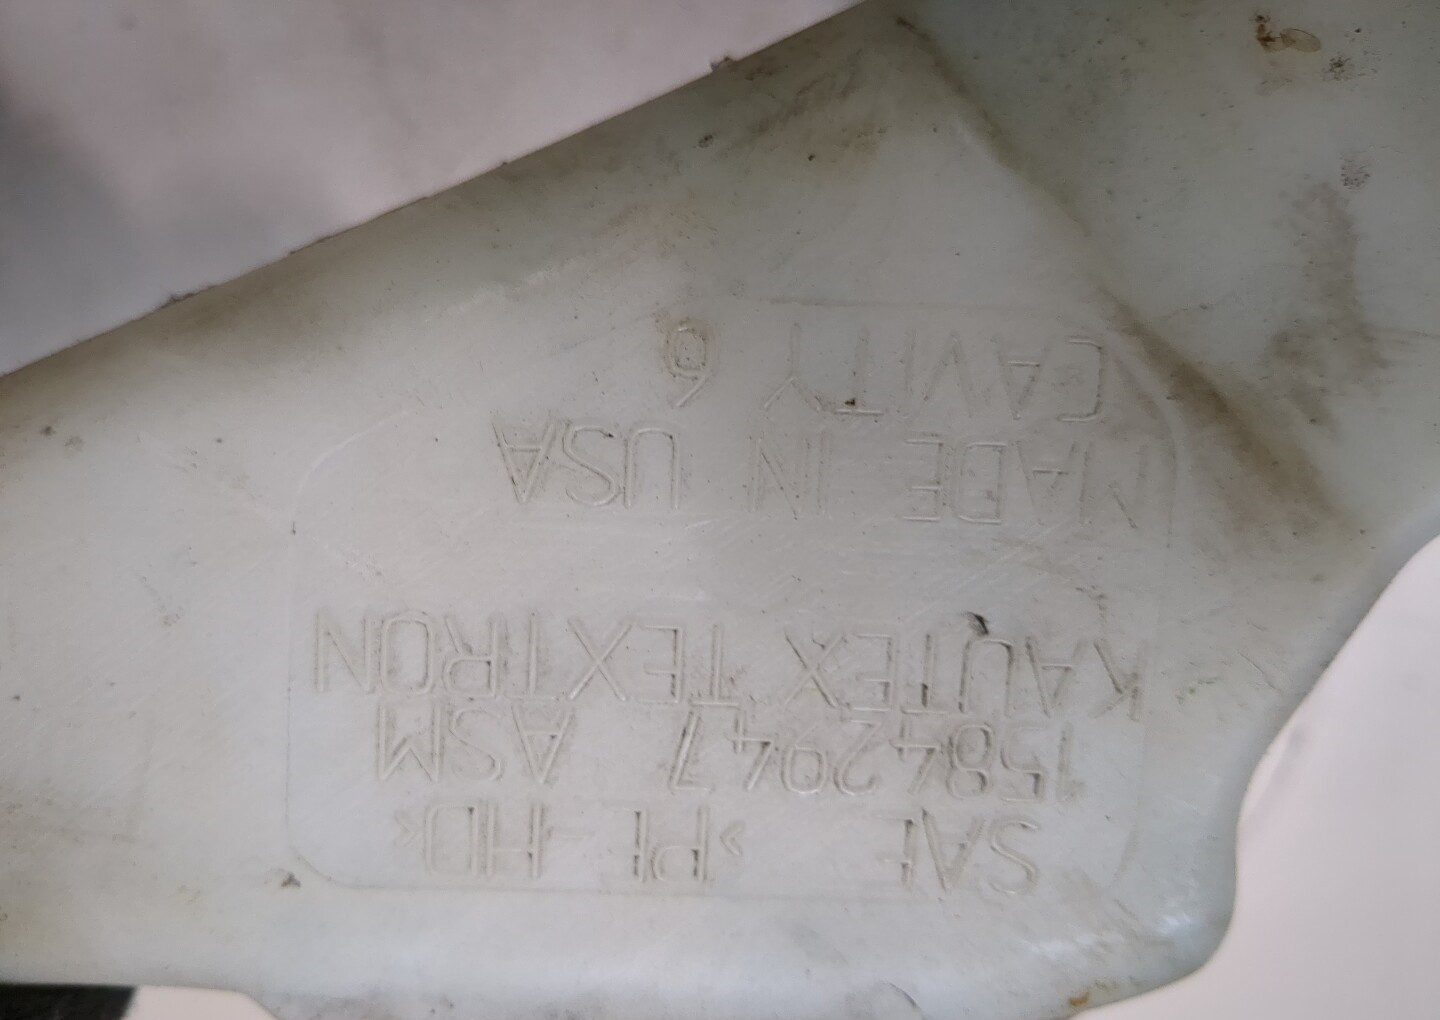 SAE >PE-HD<
15842947 ASM
KAUTEX TEXTRON
MADE IN USA
CAVITY 6